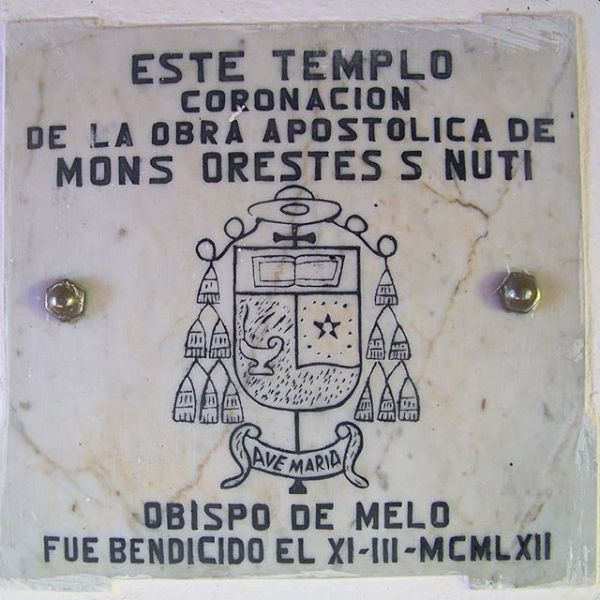 ESTE TEMPLO
CORONACION
DE LA OBRA APOSTOLICA DE
MONS ORESTES S NUTI
AVE MARIA
OBISPO DE MELO
FUE BENDICIDO EL XI-III-MCMLXII